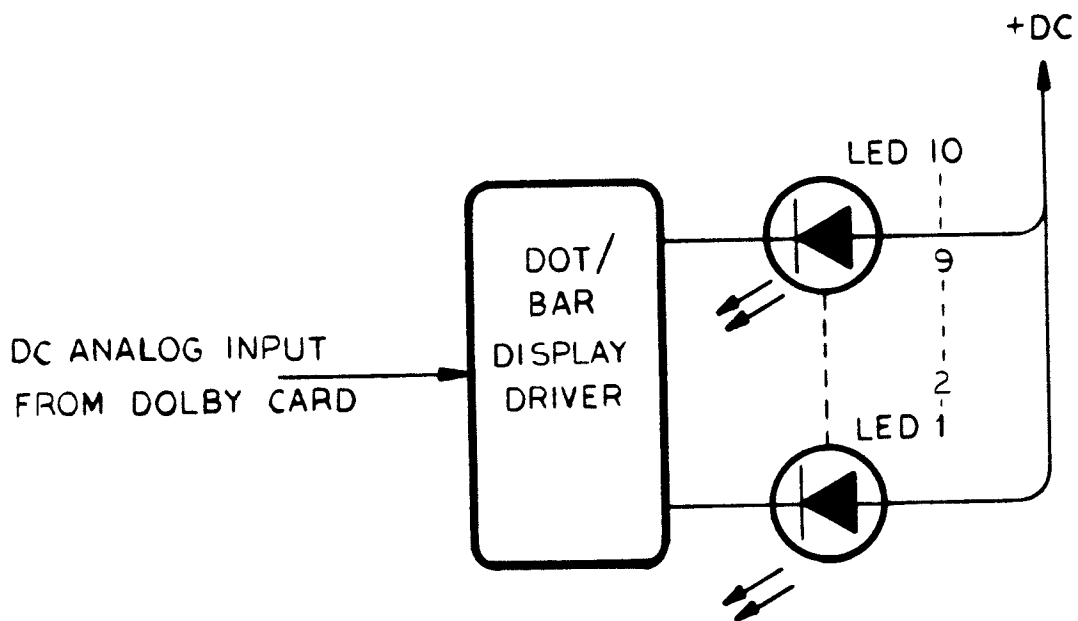 +DC
LED 10
9
2
LED 1
DOT/
BAR
DISPLAY
DRIVER
DC ANALOG INPUT
FROM DOLBY CARD